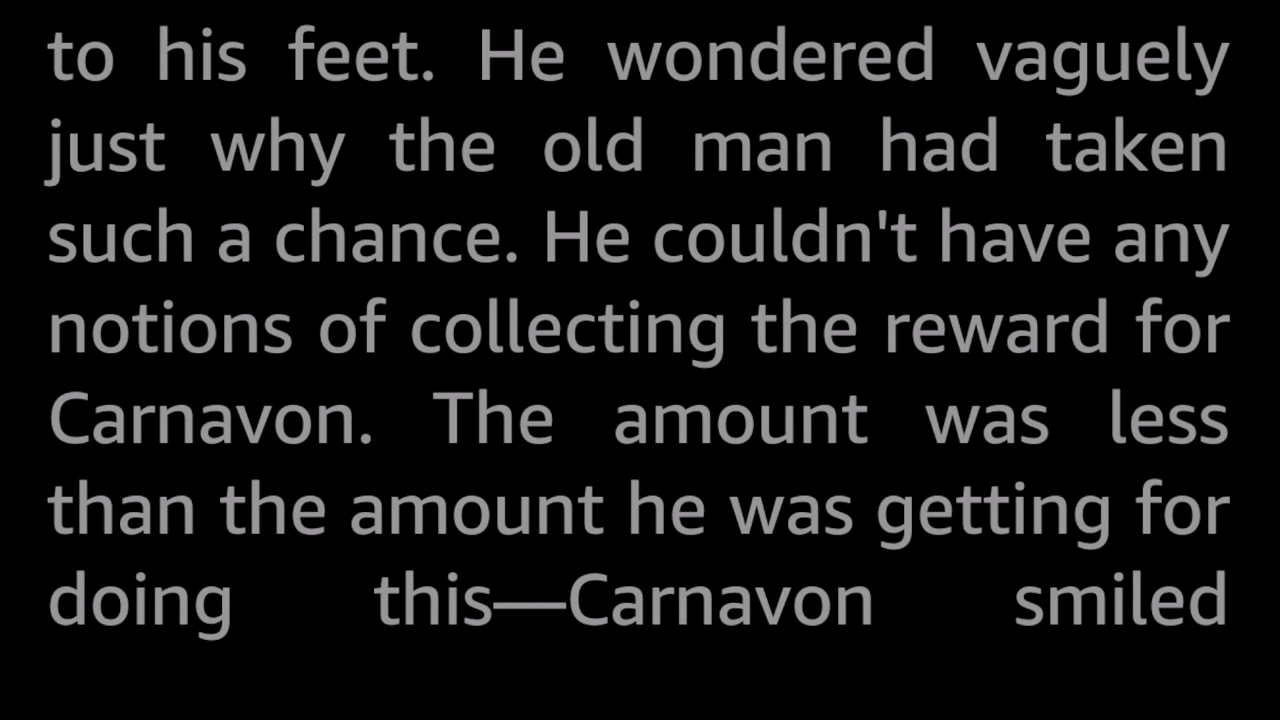 to his feet. He wondered vaguely
just why the old man had taken
such a chance. He couldn't have any
notions of collecting the reward for
Carnavon. The amount was less
than the amount he was getting for
doing this—Carnavon smiled